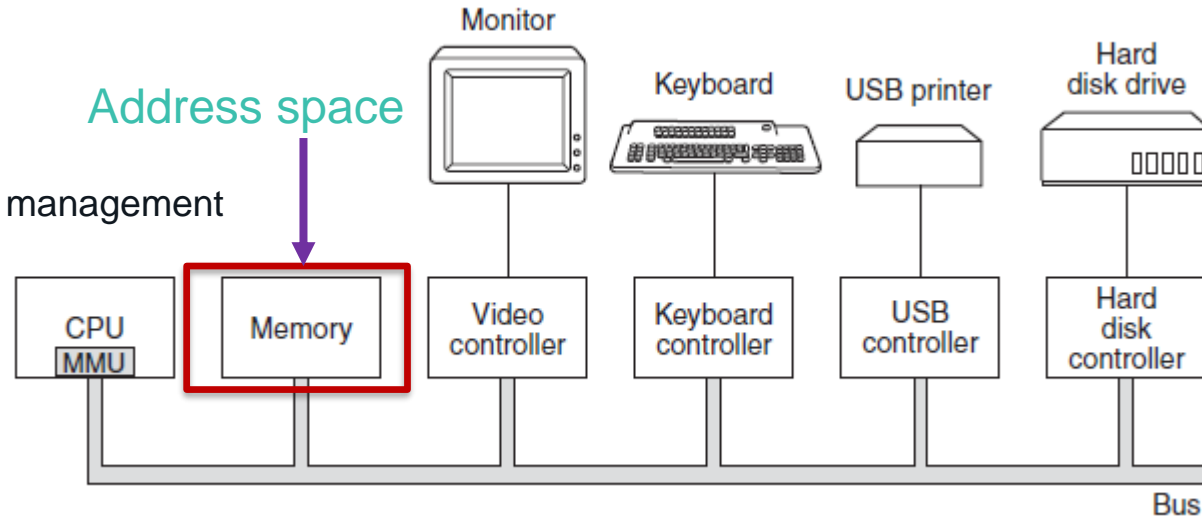 Monitor
Address space
Keyboard
USB printer
Hard
disk drive
management
CPU
MMU
Memory
Video
controller
Keyboard
controller
USB
controller
Hard
disk
controller
Bus